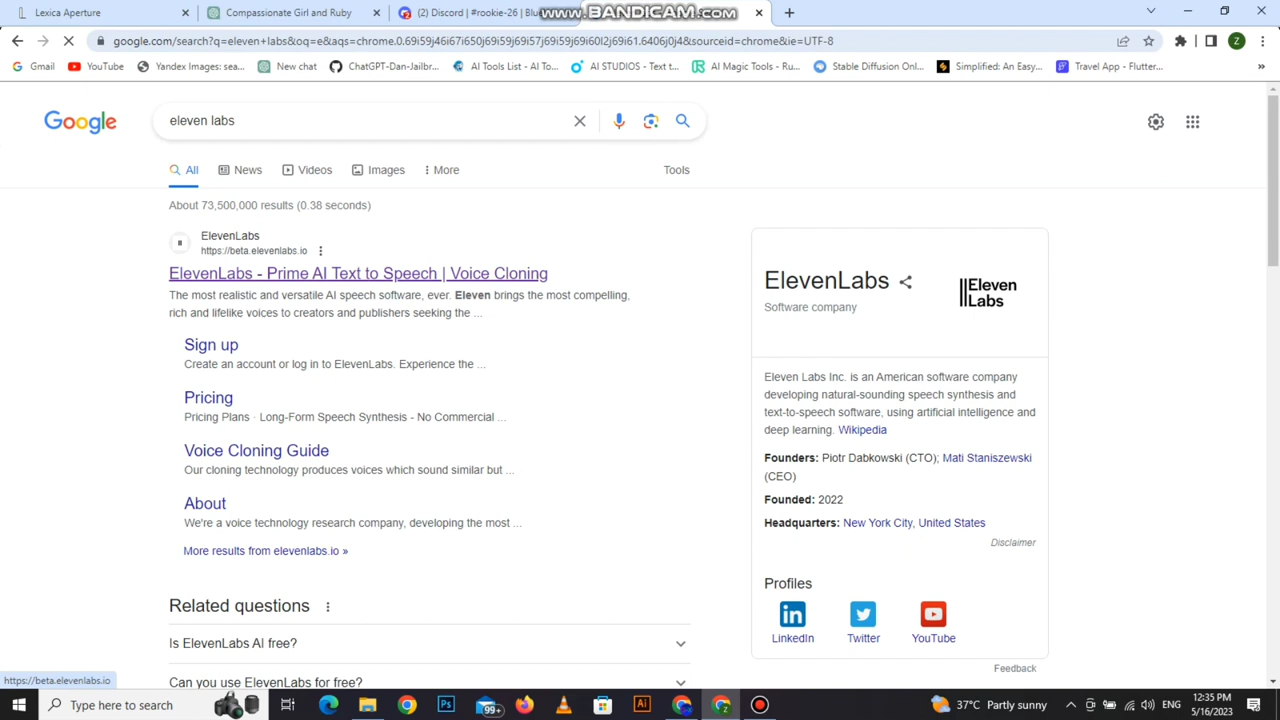 Lexica Aperture
Compassionate Girl and Ruby
(2) Discord | #rookie-26 | Blu
www.BANDICAM.com
google.com/search?q=eleven+labs&oq=e&aqs=chrome.0.69i59j46i67i650j69i59j69i57j69i59j69i60l2j69i61.6406j0j4&sourceid=chrome&ie=UTF-8
Z
Gmail
YouTube
Yandex Images: sea...
New chat
ChatGPT-Dan-Jailbr...
AI Tools List - AI To...
AI STUDIOS - Text t...
AI Magic Tools - Ru...
Stable Diffusion Onl...
Simplified: An Easy...
Travel App - Flutter...
»
Google
eleven labs
All
News
Videos
Images
More
Tools
About 73,500,000 results (0.38 seconds)
ElevenLabs
https://beta.elevenlabs.io
ElevenLabs - Prime AI Text to Speech | Voice Cloning
The most realistic and versatile AI speech software, ever. Eleven brings the most compelling,
rich and lifelike voices to creators and publishers seeking the ...
Sign up
Create an account or log in to ElevenLabs. Experience the ...
Pricing
Pricing Plans · Long-Form Speech Synthesis - No Commercial ...
Voice Cloning Guide
Our cloning technology produces voices which sound similar but ...
About
We're a voice technology research company, developing the most ...
More results from elevenlabs.io »
Related questions
Is ElevenLabs AI free?
Can you use ElevenLabs for free?
ElevenLabs
Software company
Eleven
Labs
Eleven Labs Inc. is an American software company
developing natural-sounding speech synthesis and
text-to-speech software, using artificial intelligence and
deep learning. Wikipedia
Founders: Piotr Dabkowski (CTO); Mati Staniszewski
(CEO)
Founded: 2022
Headquarters: New York City, United States
Disclaimer
Profiles
LinkedIn
Twitter
YouTube
Feedback
https://beta.elevenlabs.io
Type here to search
Ps
99+
Ai
37°C Partly sunny
ENG
12:35 PM
5/16/2023